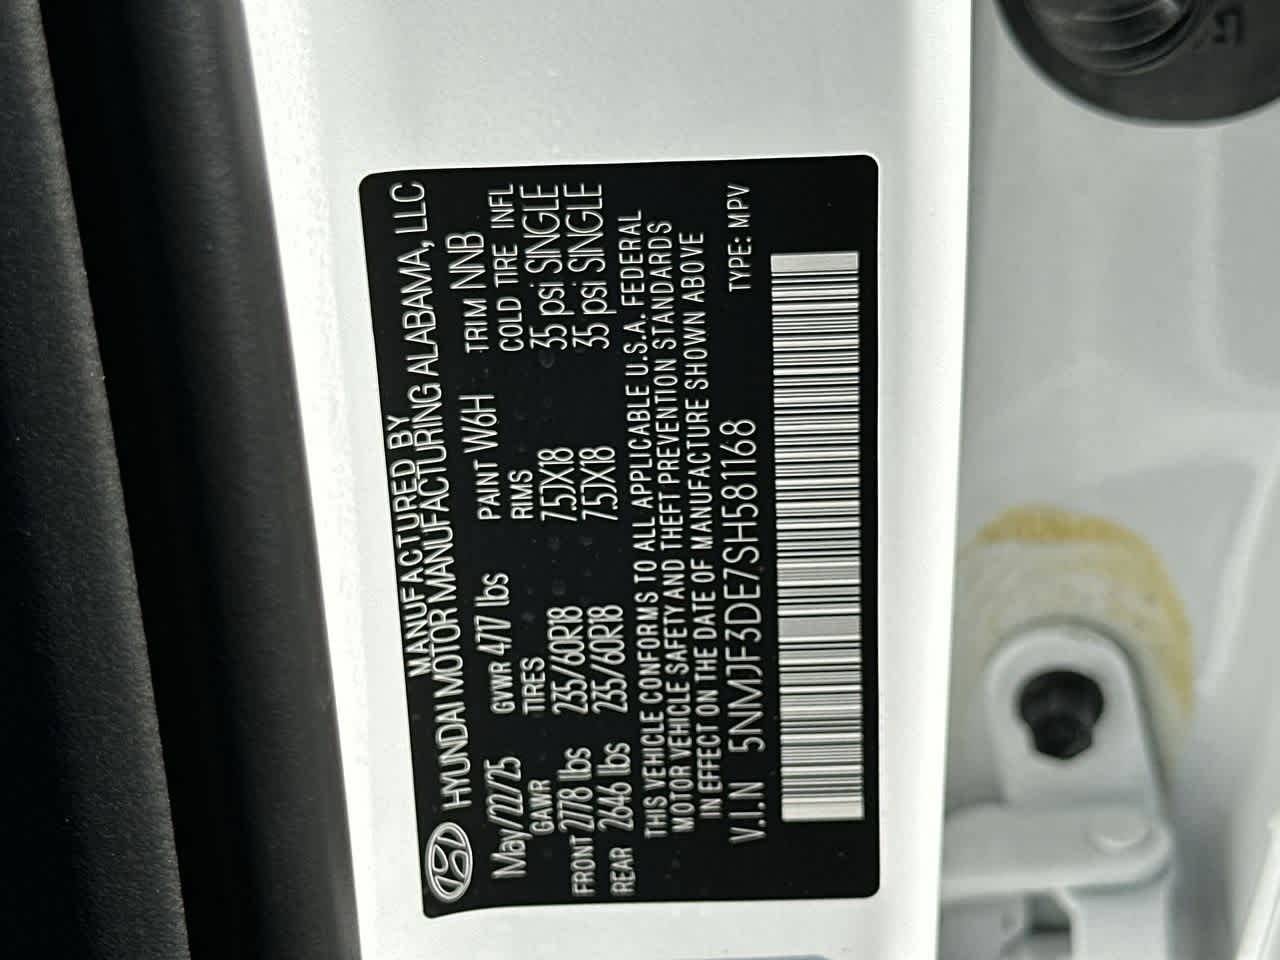 MANUFACTURED BY
HYUNDAI MOTOR MANUFACTURING ALABAMA, LLC
May/22/25 GVWR 4717 lbs PAINT W6H TRIM NNB
GAWR TIRES RIMS COLD TIRE INFL
FRONT 2778 lbs 235/60R18 7.5JX18 35 psi SINGLE
REAR 2646 lbs 235/60R18 7.5JX18 35 psi SINGLE
THIS VEHICLE CONFORMS TO ALL APPLICABLE U.S.A. FEDERAL
MOTOR VEHICLE SAFETY AND THEFT PREVENTION STANDARDS
IN EFFECT ON THE DATE OF MANUFACTURE SHOWN ABOVE
V.I.N 5NMJF3DE7SH581168 TYPE: MPV